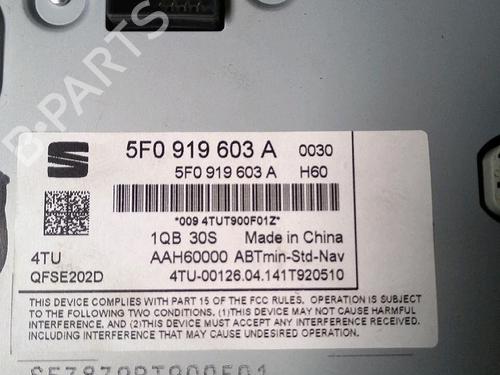 5F0 919 603 A 0030
5F0 919 603 A H60
*009 4TUT900F01Z*
1QB 30S Made in China
4TU AAH60000 ABTmin-Std-Nav
QFSE202D 4TU-00126.04.141T920510
THIS DEVICE COMPLIES WITH PART 15 OF THE FCC RULES. OPERATION IS SUBJECT
TO THE FOLLOWING TWO CONDITIONS. (1)THIS DEVICE MAY NOT CAUSE HARMFUL
INTERFERENCE. AND (2) THIS DEVICE MUST ACCEPT ANY INTERFERENCE
RECEIVED. INCLUDING INTERFERENCE THAT MAY CAUSE UNDESIRED OPERATION.
B-PARTS